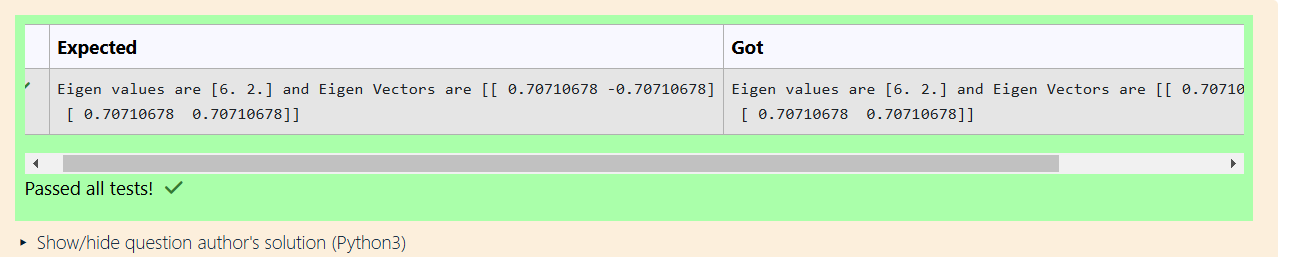 Expected Got
Eigen values are [6. 2.] and Eigen Vectors are [[ 0.70710678 -0.70710678] Eigen values are [6. 2.] and Eigen Vectors are [[ 0.70710
[ 0.70710678  0.70710678]] [ 0.70710678  0.70710678]]
Passed all tests!
Show/hide question author's solution (Python3)